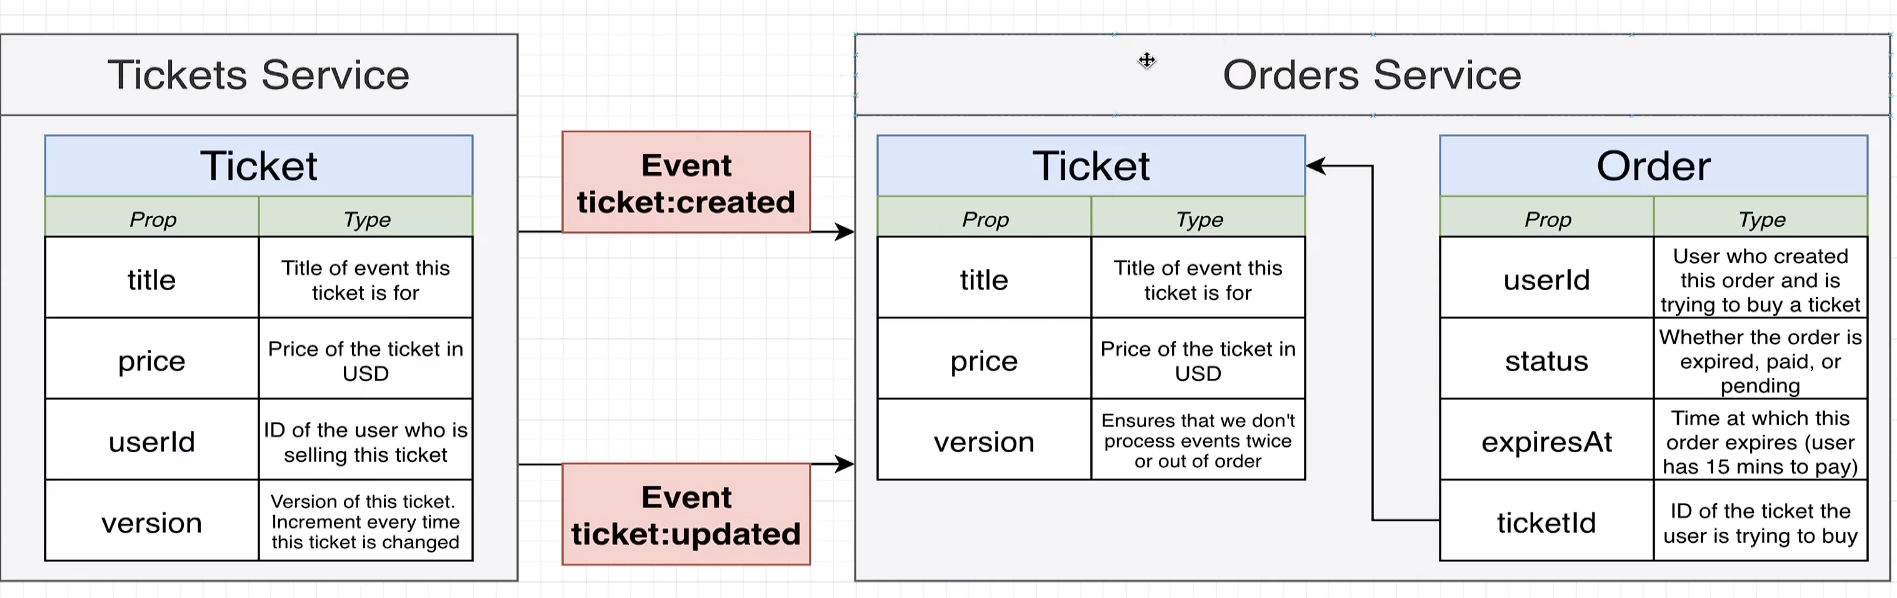 Tickets Service
Ticket
Prop
Type
title
Title of event this
ticket is for
price
Price of the ticket in
USD
userId
ID of the user who is
selling this ticket
version
Version of this ticket.
Increment every time
this ticket is changed
Event
ticket:created
Event
ticket:updated
Orders Service
Ticket
Prop
Type
title
Title of event this
ticket is for
price
Price of the ticket in
USD
version
Ensures that we don't
process events twice
or out of order
Order
Prop
Type
userId
User who created
this order and is
trying to buy a ticket
status
Whether the order is
expired, paid, or
pending
expiresAt
Time at which this
order expires (user
has 15 mins to pay)
ticketId
ID of the ticket the
user is trying to buy